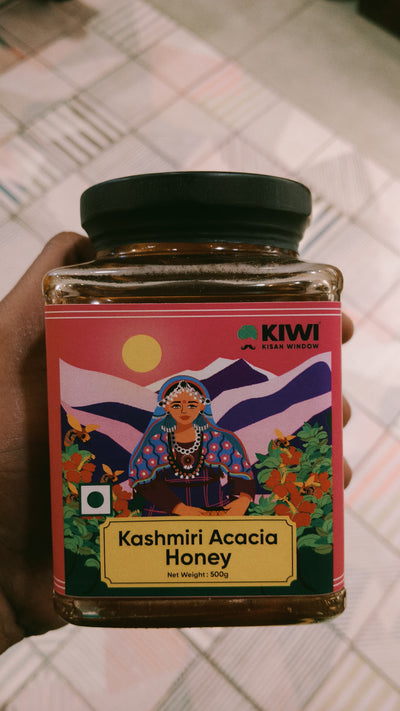 KIWI
KISAN WINDOW
Kashmiri Acacia
Honey
Net Weight : 500g